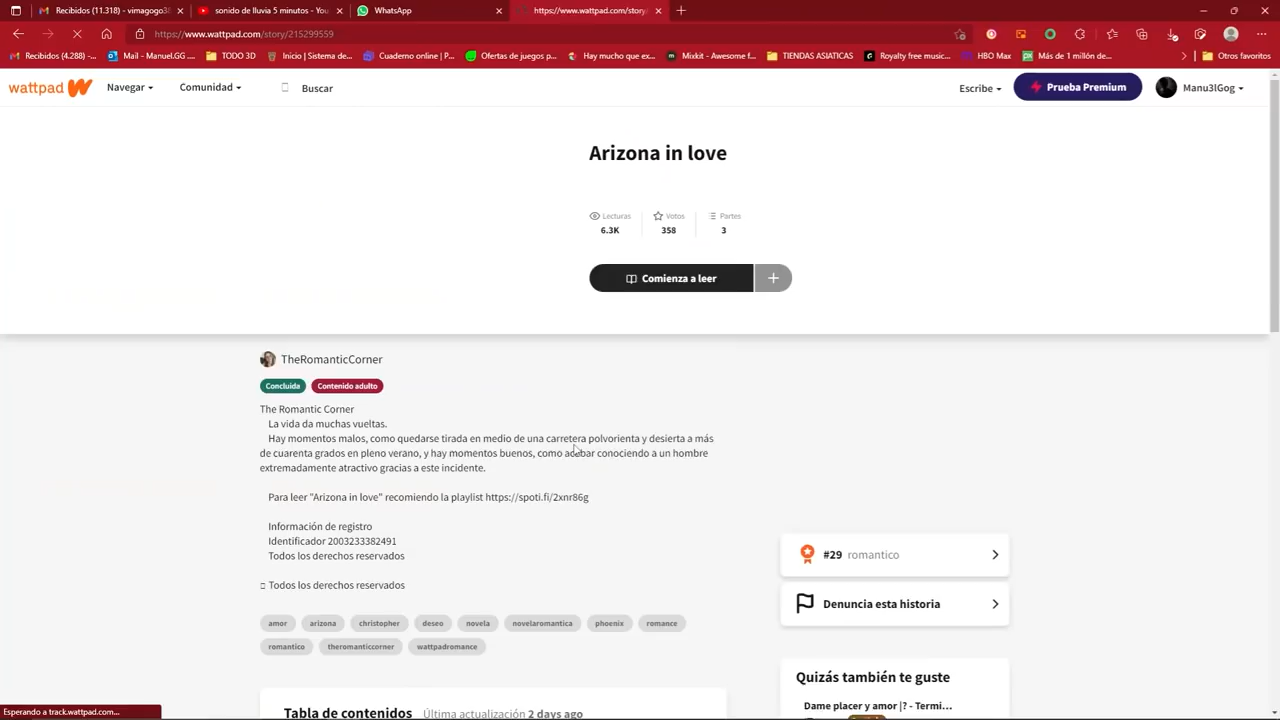 Recibidos (11.318) - vimagogo3
sonido de lluvia 5 minutos - You
WhatsApp
https://www.wattpad.com/story/
https://www.wattpad.com/story/215299559
Recibidos (4.288) -...
Mail - Manuel.GG ...
TODO 3D
Inicio | Sistema de...
Cuaderno online | P...
Ofertas de juegos p...
Hay mucho que ex...
Mixkit - Awesome f...
TIENDAS ASIATICAS
Royalty free music...
HBO Max
Más de 1 millón de...
Otros favoritos
wattpad
Navegar
Comunidad
Buscar
Escribe
Prueba Premium
Manu3lGog
Arizona in love
Lecturas Votos Partes
6.3K 358 3
Comienza a leer
TheRomanticCorner
Concluida Contenido adulto
The Romantic Corner
La vida da muchas vueltas.
Hay momentos malos, como quedarse tirada en medio de una carretera polvorienta y desierta a más
de cuarenta grados en pleno verano, y hay momentos buenos, como acabar conociendo a un hombre
extremadamente atractivo gracias a este incidente.
Para leer "Arizona in love" recomiendo la playlist https://spoti.fi/2xnr86g
Información de registro
Identificador 2003233382491
Todos los derechos reservados
Todos los derechos reservados
amor arizona christopher deseo novela novelaromantica phoenix romance
romantico theromanticcorner wattpadromance
Tabla de contenidos Última actualización 2 days ago
#29 romantico
Denuncia esta historia
Quizás también te guste
Dame placer y amor |? - Termi...
Esperando a track.wattpad.com...